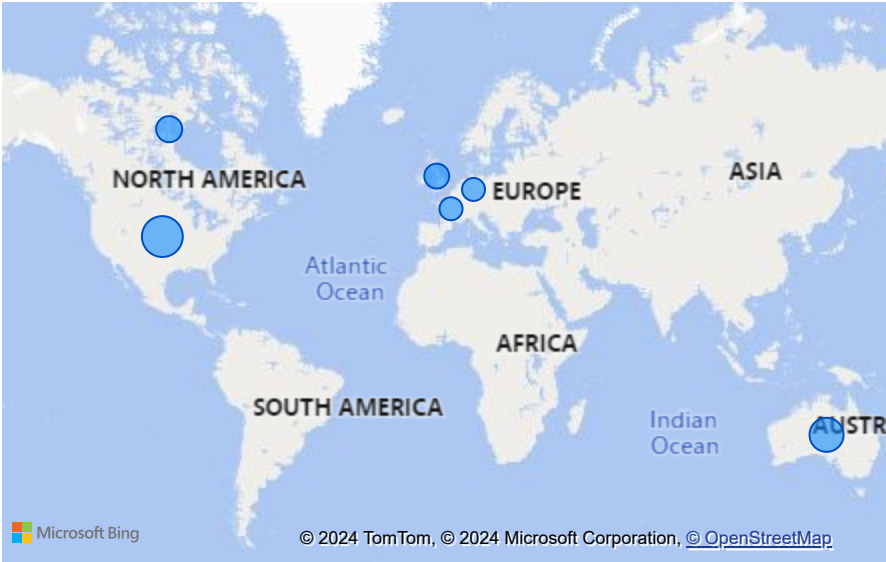 NORTH AMERICA
EUROPE
ASIA
Atlantic
Ocean
AFRICA
SOUTH AMERICA
Indian
Ocean
AUSTR
Microsoft Bing
© 2024 TomTom, © 2024 Microsoft Corporation, © OpenStreetMap